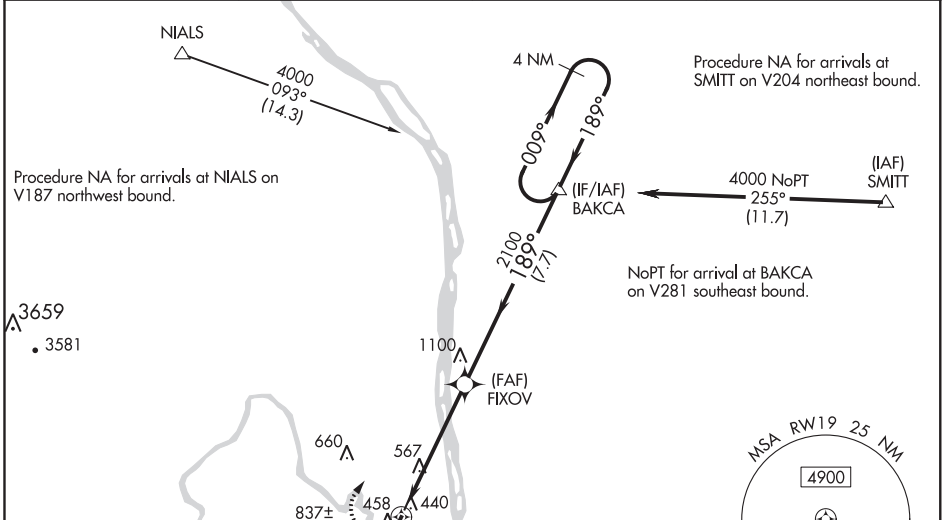 NIALS
4000
093°
(14.3)
Procedure NA for arrivals at NIALS on
V187 northwest bound.
4 NM
009°
189°
(IF/IAF)
BAKCA
Procedure NA for arrivals at
SMITT on V204 northeast bound.
(IAF)
SMITT
4000 NoPT
255°
(11.7)
2100
189°
(7.7)
NoPT for arrival at BAKCA
on V281 southeast bound.
3659
3581
1100
(FAF)
FIXOV
660
567
458
440
837±
MSA RW19 25 NM
4900